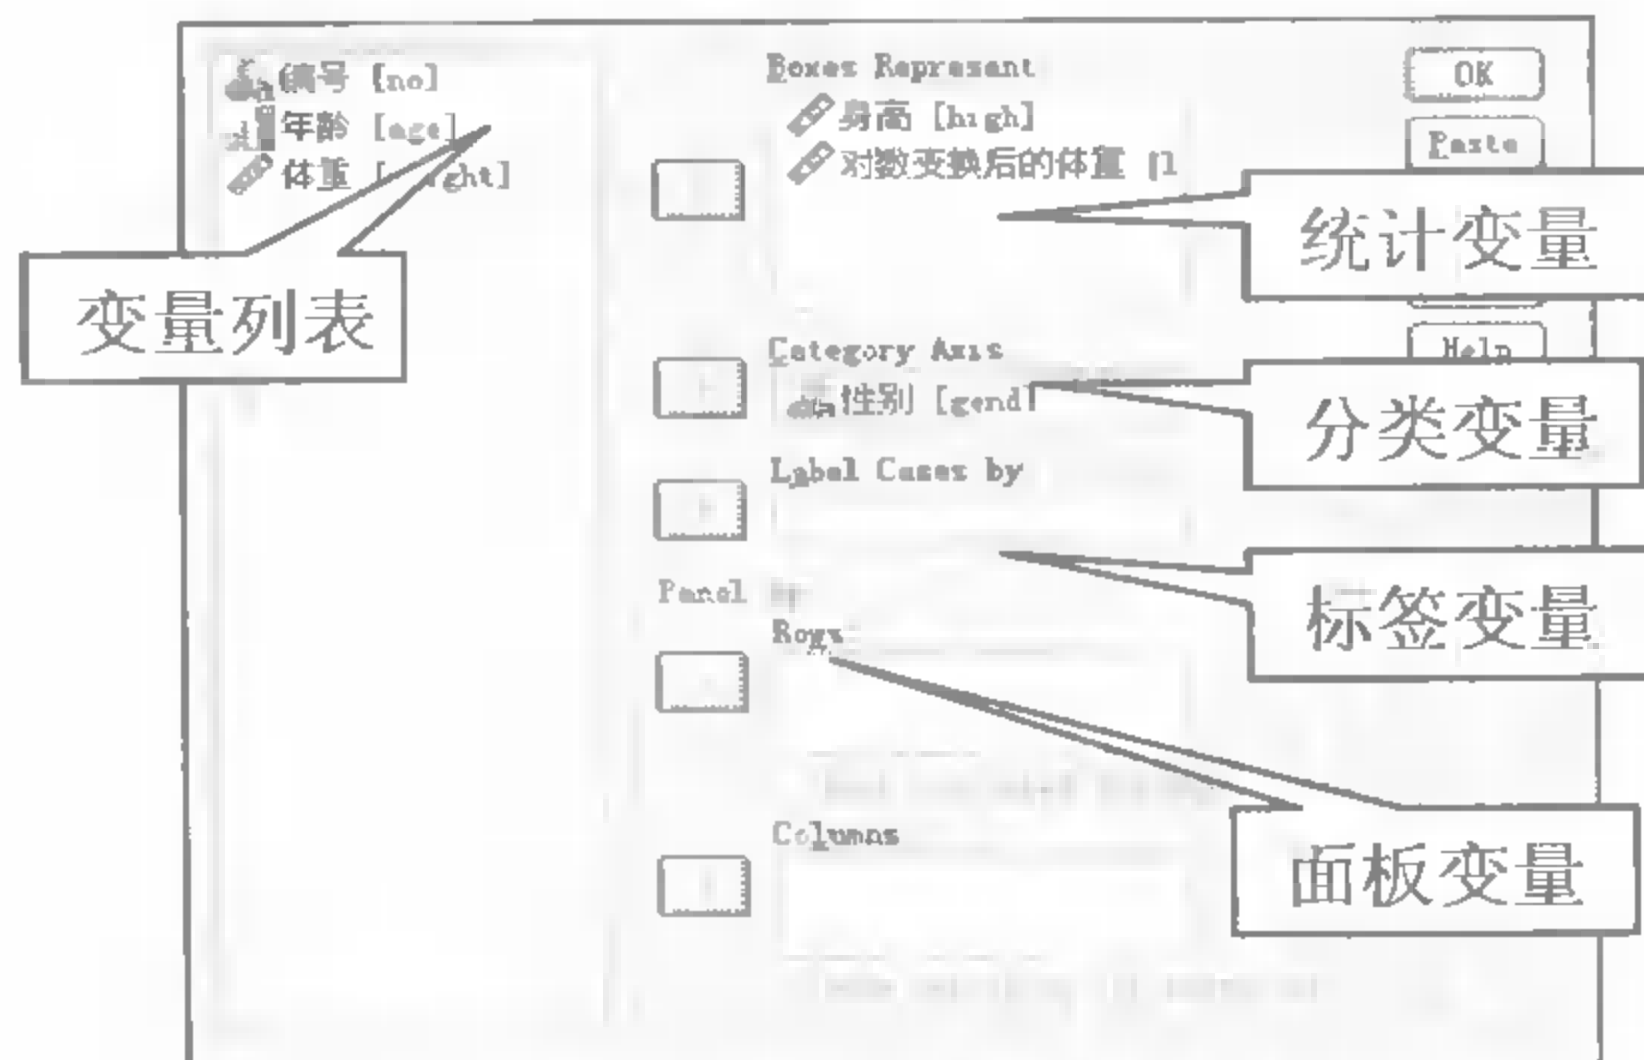 编号 [no]
年龄 [age]
体重
变量列表
Boxes Represent
身高 [high]
对数变换后的体重 [l
Category Axis
性别 [gend
Label Cases by
Panel by
Rows
Columns
OK
Paste
Help
统计变量
分类变量
标签变量
面板变量